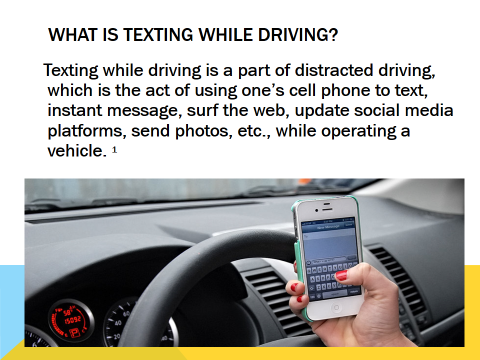 WHAT IS TEXTING WHILE DRIVING?
Texting while driving is a part of distracted driving,
which is the act of using one’s cell phone to text,
instant message, surf the web, update social media
platforms, send photos, etc., while operating a
vehicle. ¹